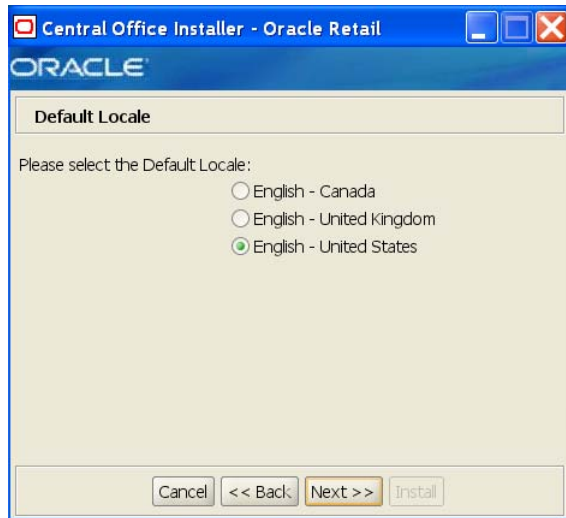 Central Office Installer - Oracle Retail
ORACLE
Default Locale
Please select the Default Locale:
English - Canada
English - United Kingdom
English - United States
Cancel << Back Next >> Install